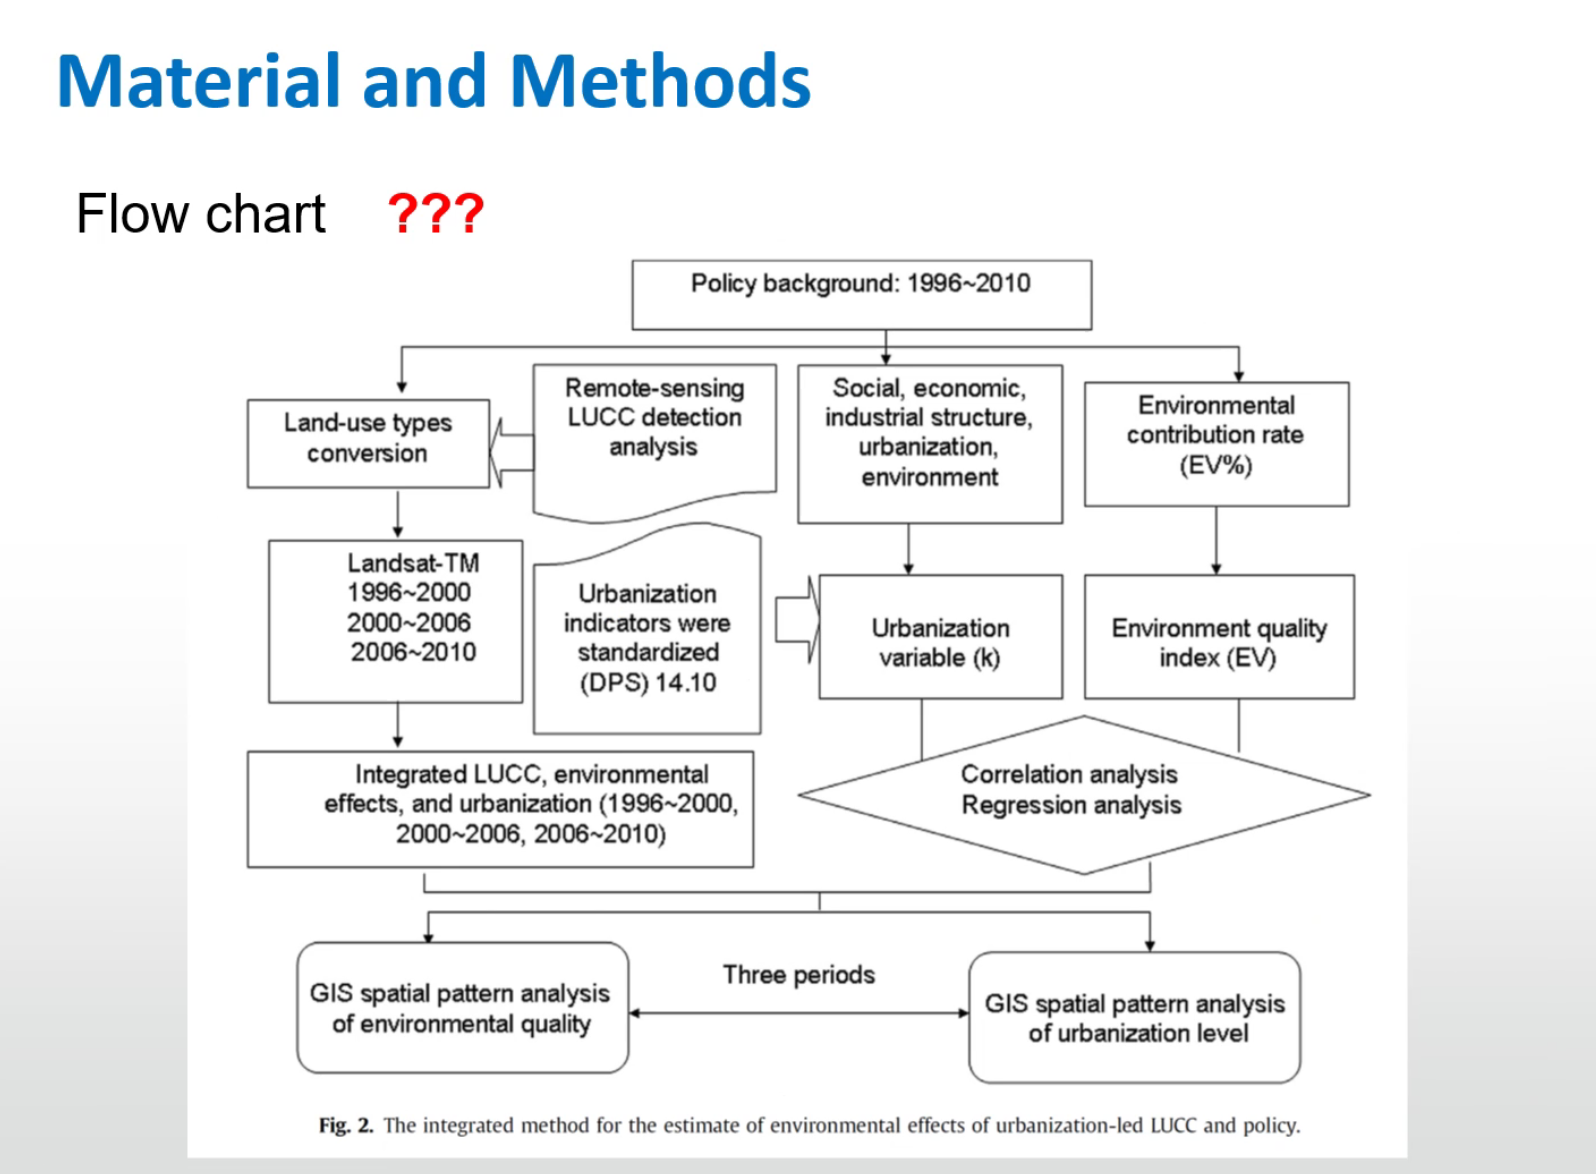 Material and Methods
Flow chart ???
Policy background: 1996~2010
Land-use types
conversion
Remote-sensing
LUCC detection
analysis
Social, economic,
industrial structure,
urbanization,
environment
Environmental
contribution rate
(EV%)
Landsat-TM
1996~2000
2000~2006
2006~2010
Urbanization
indicators were
standardized
(DPS) 14.10
Urbanization
variable (k)
Environment quality
index (EV)
Integrated LUCC, environmental
effects, and urbanization (1996~2000,
2000~2006, 2006~2010)
Correlation analysis
Regression analysis
GIS spatial pattern analysis
of environmental quality
Three periods
GIS spatial pattern analysis
of urbanization level
Fig. 2. The integrated method for the estimate of environmental effects of urbanization-led LUCC and policy.